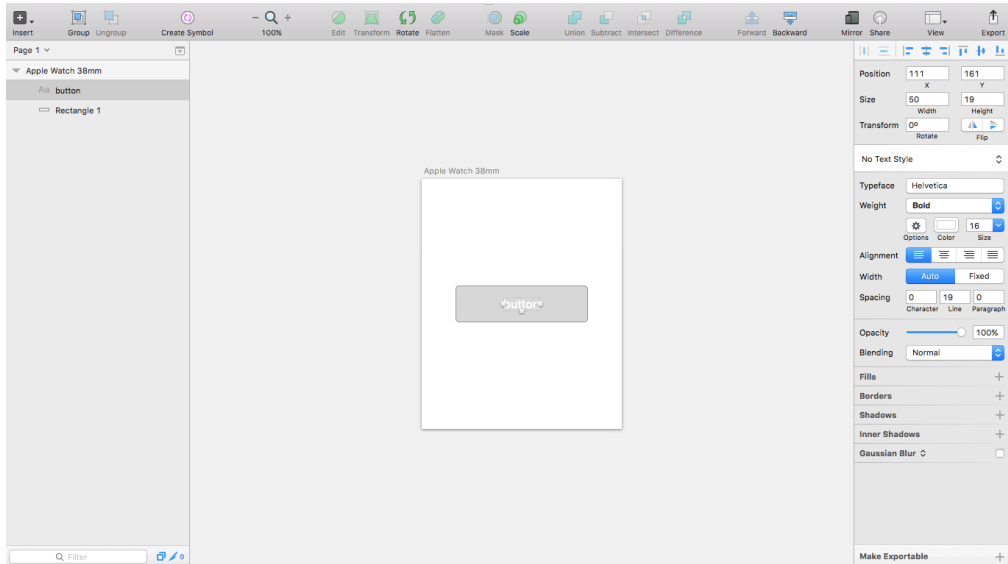 Insert Group Ungroup Create Symbol 100% Edit Transform Rotate Flatten Mask Scale Union Subtract Intersect Difference Forward Backward Mirror Share View Export
Page 1
Apple Watch 38mm
Aa button
Rectangle 1
Filter 0
Apple Watch 38mm
button
Position 111 161
X Y
Size 50 19
Width Height
Transform 0º
Rotate Flip
No Text Style
Typeface Helvetica
Weight Bold
16
Options Color Size
Alignment
Width Auto Fixed
Spacing 0 19 0
Character Line Paragraph
Opacity 100%
Blending Normal
Fills
Borders
Shadows
Inner Shadows
Gaussian Blur
Make Exportable